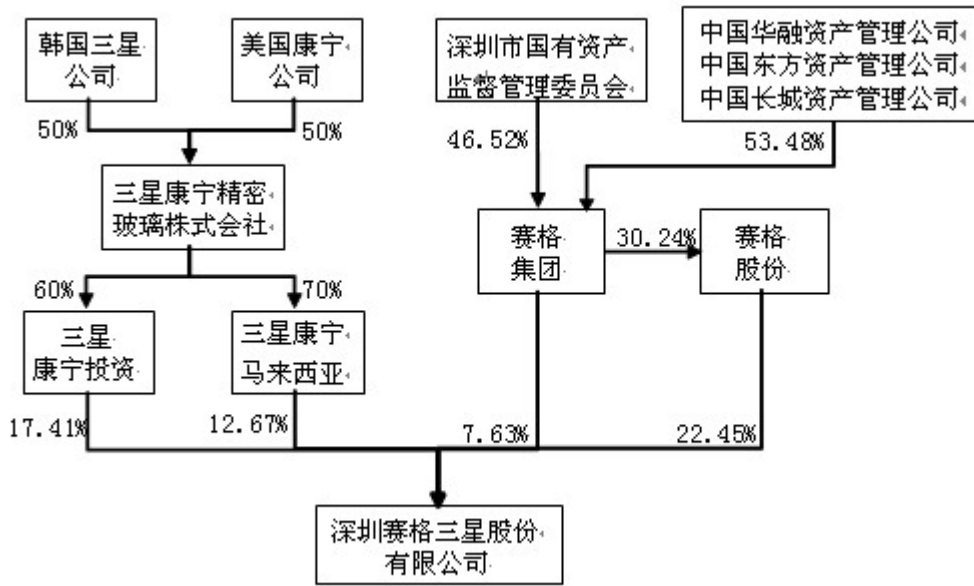 韩国三星
公司
美国康宁
公司
深圳市国有资产
监督管理委员会
中国华融资产管理公司
中国东方资产管理公司
中国长城资产管理公司
50%
50%
46.52%
53.48%
三星康宁精密
玻璃株式会社
赛格
集团
30.24%
赛格
股份
60%
70%
三星
康宁投资
三星康宁
马来西亚
17.41%
12.67%
7.63%
22.45%
深圳赛格三星股份
有限公司